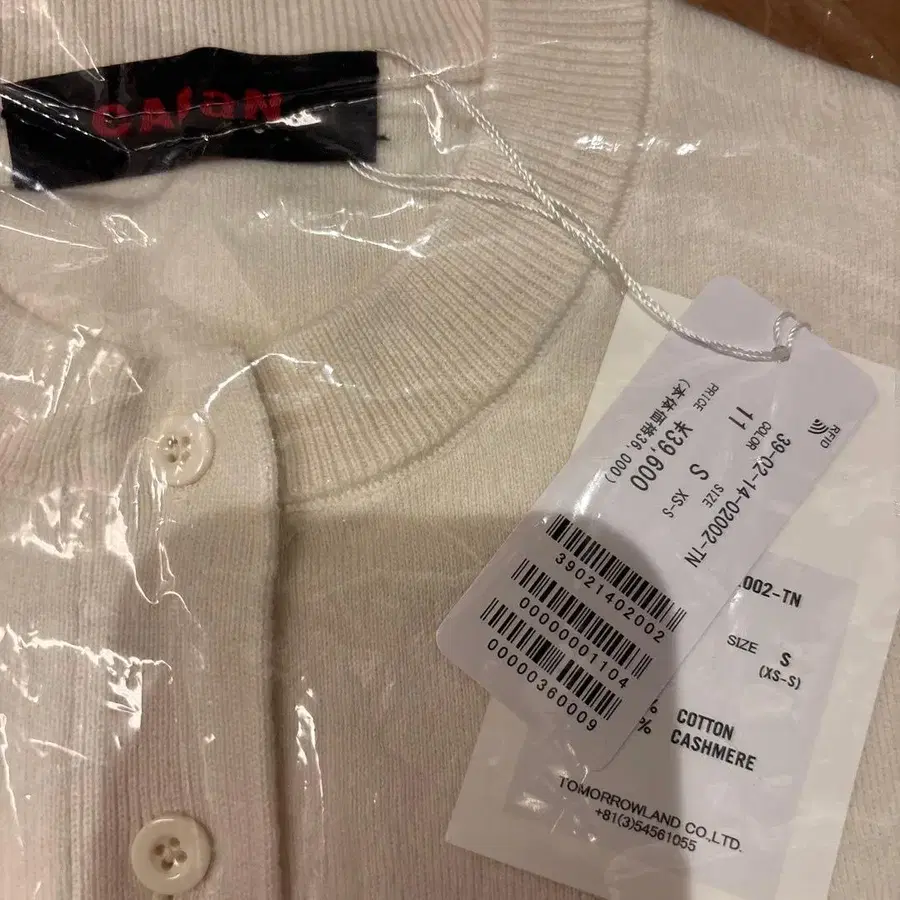 CAfaN
RFID
39-02-14-02002-TN
COLOR
11
SIZE
S
XS-S
PRICE
¥39,600
(本体価格36,000)
39021402002
00000001104
00000360009
002-TN
SIZE
S
(XS-S)
%
%
COTTON
CASHMERE
TOMORROWLAND CO.,LTD.
+81(3)54561055